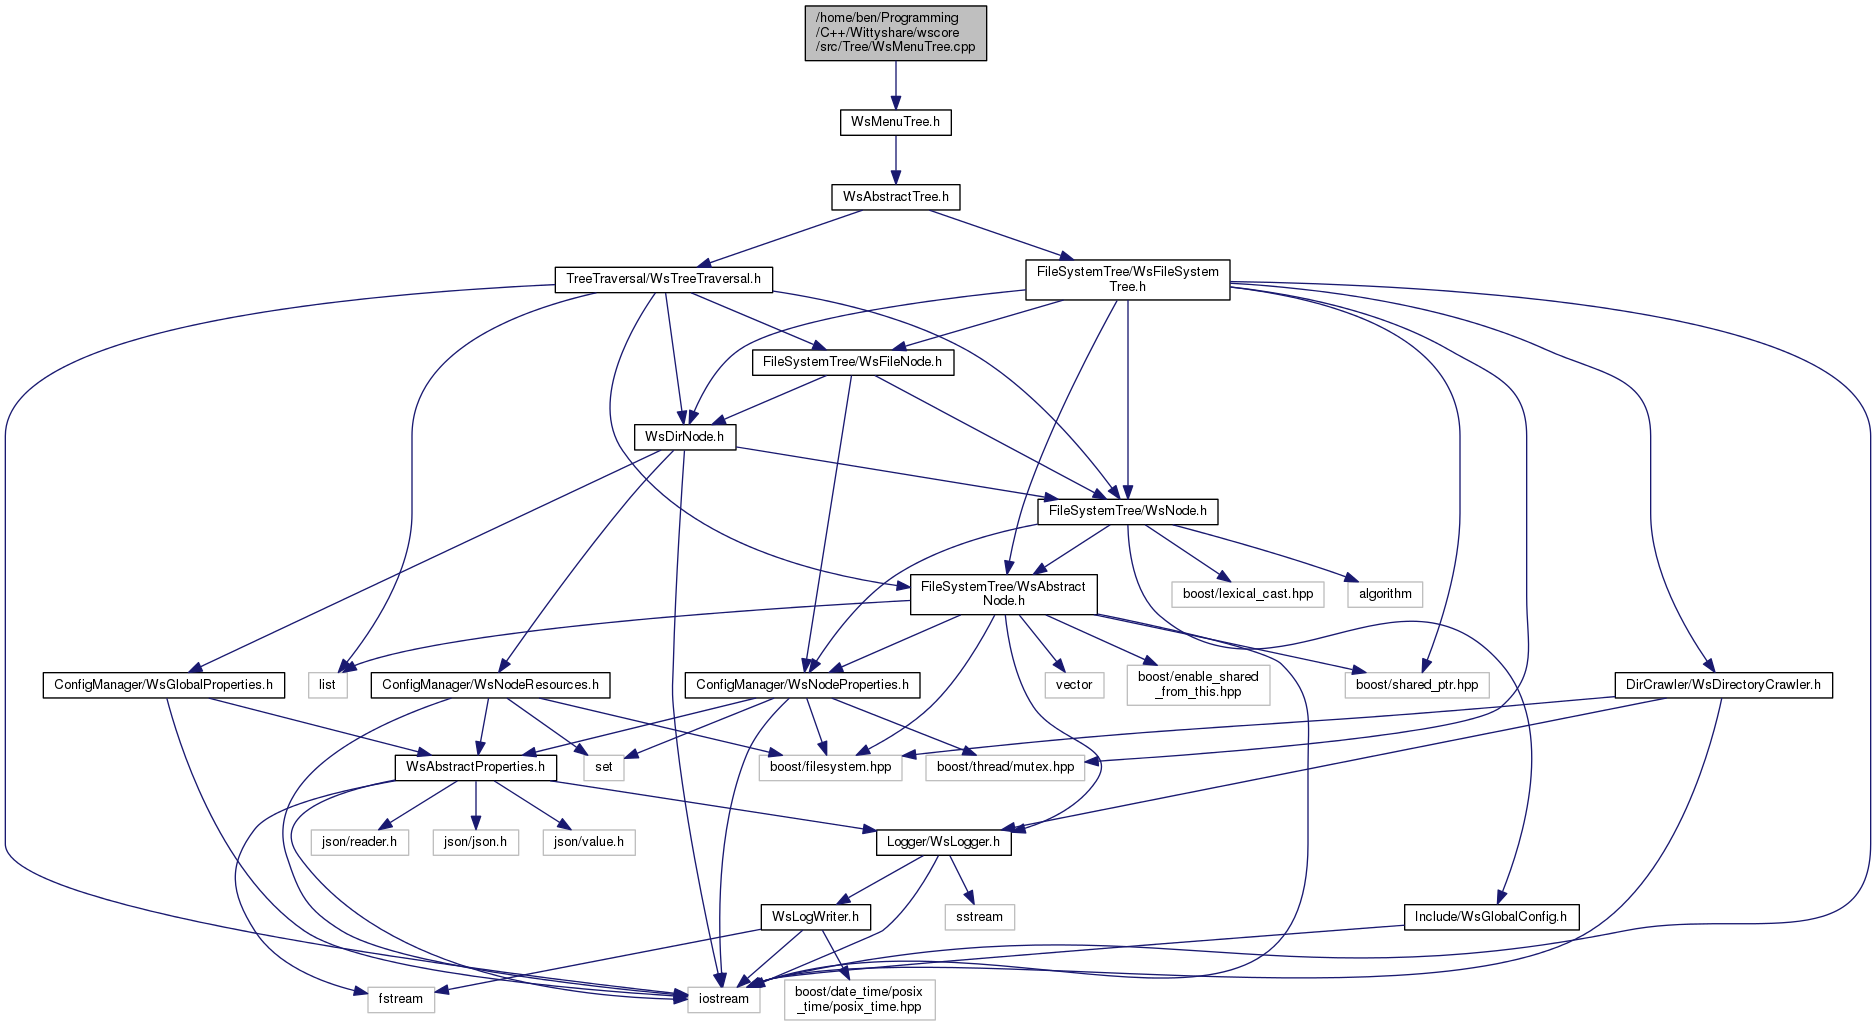 /home/ben/Programming
/C++/Wittyshare/wscore
/src/Tree/WsMenuTree.cpp
WsMenuTree.h
WsAbstractTree.h
TreeTraversal/WsTreeTraversal.h
FileSystemTree/WsFileSystem
Tree.h
FileSystemTree/WsFileNode.h
WsDirNode.h
FileSystemTree/WsNode.h
FileSystemTree/WsAbstract
Node.h
boost/lexical_cast.hpp
algorithm
ConfigManager/WsGlobalProperties.h
list
ConfigManager/WsNodeResources.h
ConfigManager/WsNodeProperties.h
vector
boost/enable_shared
_from_this.hpp
boost/shared_ptr.hpp
DirCrawler/WsDirectoryCrawler.h
WsAbstractProperties.h
set
boost/filesystem.hpp
boost/thread/mutex.hpp
json/reader.h
json/json.h
json/value.h
Logger/WsLogger.h
WsLogWriter.h
sstream
Include/WsGlobalConfig.h
fstream
iostream
boost/date_time/posix
_time/posix_time.hpp